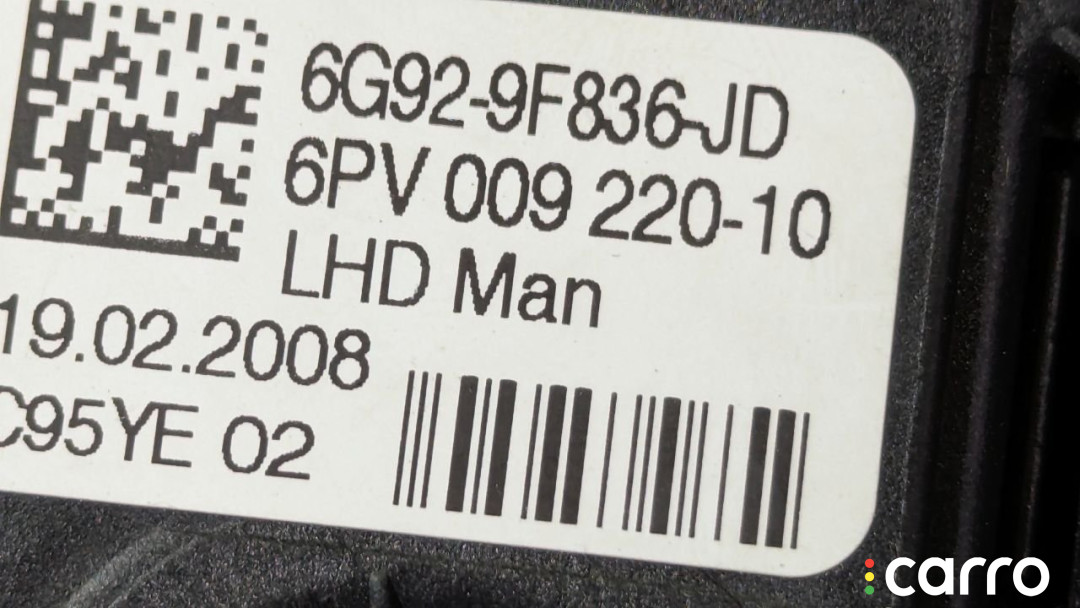 6G92-9F836-JD
6PV 009 220-10
LHD Man
19.02.2008
C95YE 02
carro